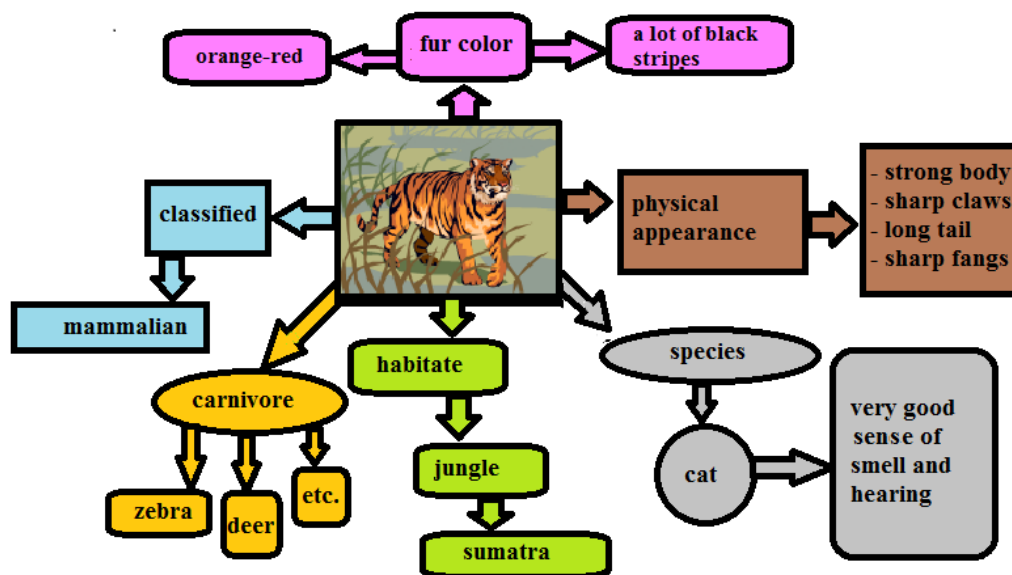 orange-red
fur color
a lot of black
stripes
classified
mammalian
physical
appearance
- strong body
- sharp claws
- long tail
- sharp fangs
carnivore
zebra
deer
etc.
habitate
jungle
sumatra
species
cat
very good
sense of
smell and
hearing